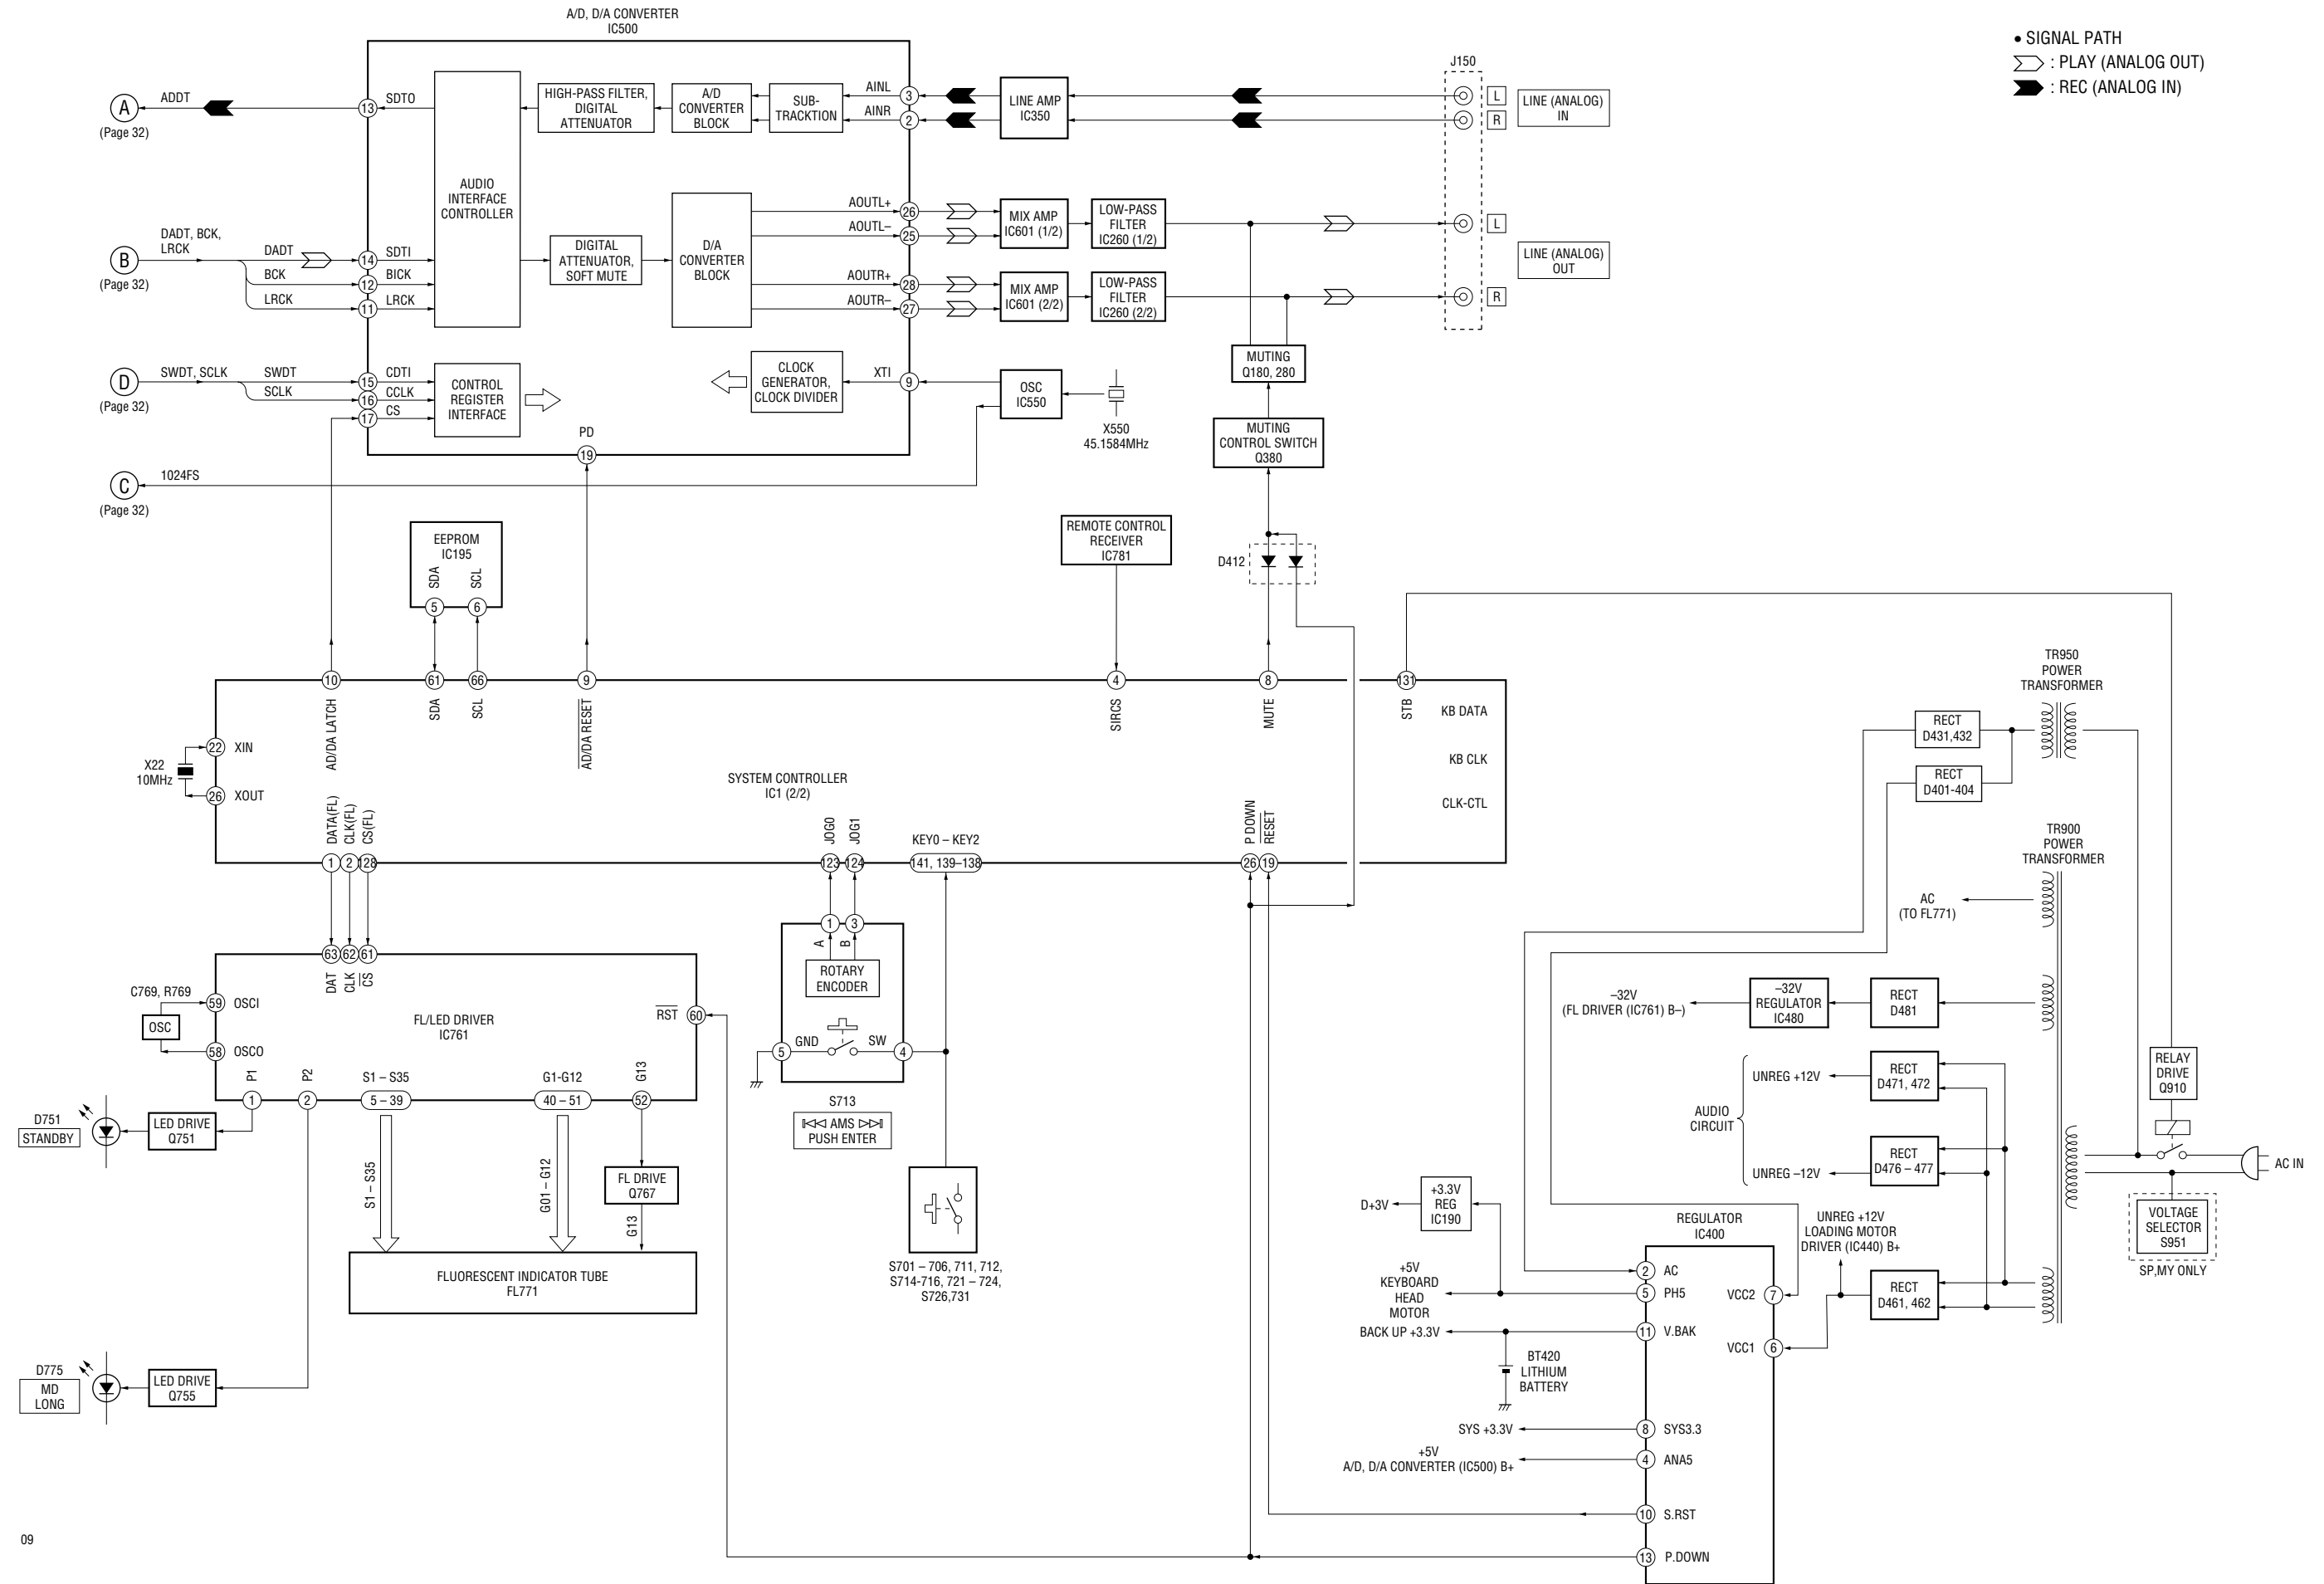 A/D, D/A CONVERTER
IC500
• SIGNAL PATH
: PLAY (ANALOG OUT)
: REC (ANALOG IN)
A
(Page 32)
ADDT
13
SDTO
HIGH-PASS FILTER,
DIGITAL
ATTENUATOR
A/D
CONVERTER
BLOCK
SUB-
TRACKTION
AINL
AINR
3
2
LINE AMP
IC350
J150
L
R
LINE (ANALOG)
IN
AUDIO
INTERFACE
CONTROLLER
B
(Page 32)
DADT, BCK,
LRCK
DADT
BCK
LRCK
14
12
11
SDTI
BICK
LRCK
DIGITAL
ATTENUATOR,
SOFT MUTE
D/A
CONVERTER
BLOCK
AOUTL+
AOUTL–
AOUTR+
AOUTR–
26
25
28
27
MIX AMP
IC601 (1/2)
LOW-PASS
FILTER
IC260 (1/2)
MIX AMP
IC601 (2/2)
LOW-PASS
FILTER
IC260 (2/2)
L
R
LINE (ANALOG)
OUT
D
(Page 32)
SWDT, SCLK
SWDT
SCLK
15
16
17
CDTI
CCLK
CS
CONTROL
REGISTER
INTERFACE
CLOCK
GENERATOR,
CLOCK DIVIDER
XTI
9
OSC
IC550
X550
45.1584MHz
MUTING
Q180, 280
MUTING
CONTROL SWITCH
Q380
PD
19
C
(Page 32)
1024FS
EEPROM
IC195
SDA
SCL
5
6
REMOTE CONTROL
RECEIVER
IC781
D412
10
61
66
9
4
8
131
AD/DA LATCH
SDA
SCL
AD/DA RESET
SIRCS
MUTE
STB
KB DATA
KB CLK
CLK-CTL
X22
10MHz
22
XIN
26
XOUT
SYSTEM CONTROLLER
IC1 (2/2)
DATA(FL)
CLK(FL)
CS(FL)
JOG0
JOG1
KEY0 – KEY2
P DOWN
RESET
1
2
128
123
124
141, 139–138
26
19
TR950
POWER
TRANSFORMER
RECT
D431,432
RECT
D401-404
TR900
POWER
TRANSFORMER
AC
(TO FL771)
–32V
(FL DRIVER (IC761) B–)
–32V
REGULATOR
IC480
RECT
D481
UNREG +12V
RECT
D471, 472
AUDIO
CIRCUIT
UNREG –12V
RECT
D476 – 477
RELAY
DRIVE
Q910
AC IN
VOLTAGE
SELECTOR
S951
SP,MY ONLY
63
62
61
DAT
CLK
CS
C769, R769
OSC
59
OSCI
58
OSCO
FL/LED DRIVER
IC761
RST
60
P1
P2
S1 – S35
G1-G12
G13
1
2
5 – 39
40 – 51
52
D751
STANDBY
LED DRIVE
Q751
S1 – S35
G01 – G12
FL DRIVE
Q767
G13
FLUORESCENT INDICATOR TUBE
FL771
D775
MD
LONG
LED DRIVE
Q755
1
3
A
B
ROTARY
ENCODER
5
GND
SW
4
S713
AMS
PUSH ENTER
S701 – 706, 711, 712,
S714-716, 721 – 724,
S726,731
D+3V
+3.3V
REG
IC190
REGULATOR
IC400
UNREG +12V
LOADING MOTOR
DRIVER (IC440) B+
RECT
D461, 462
+5V
KEYBOARD
HEAD
MOTOR
2
AC
5
PH5
VCC2
7
BACK UP +3.3V
11
V.BAK
VCC1
6
BT420
LITHIUM
BATTERY
SYS +3.3V
8
SYS3.3
+5V
A/D, D/A CONVERTER (IC500) B+
4
ANA5
10
S.RST
13
P.DOWN
09